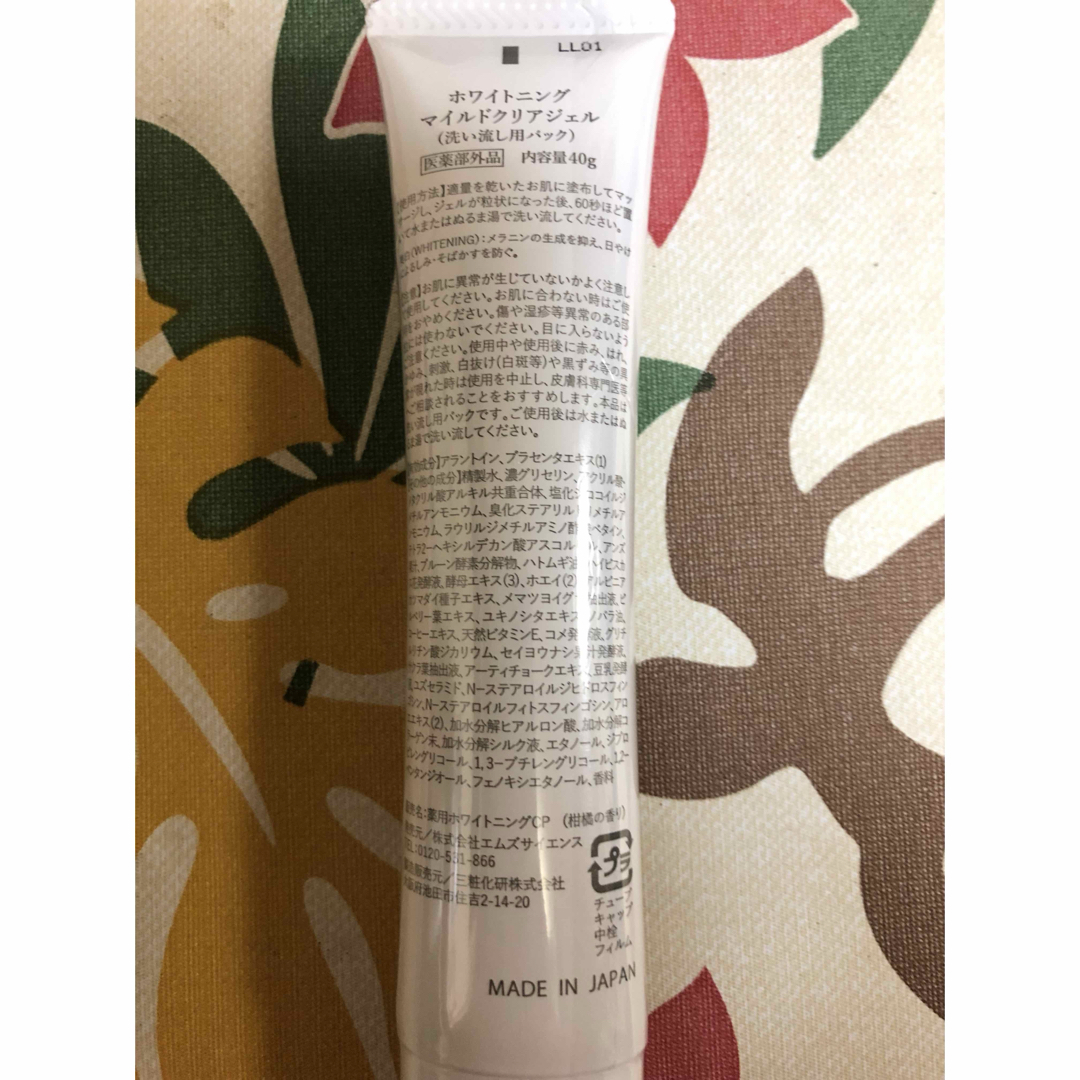 LL01
ホワイトニング
マイルドクリアジェル
(洗い流し用パック)
医薬部外品 内容量40g
使用方法】適量を乾いたお肌に塗布してマッ
サージし、ジェルが粒状になった後、60秒ほど置
いて水またはぬるま湯で洗い流してください。
美白(WHITENING):メラニンの生成を抑え、日やけ
によるしみ・そばかすを防ぐ。
注意】お肌に異常が生じていないかよく注意し
て使用してください。お肌に合わない時はご使
用をおやめください。傷や湿疹等異常のある部
位には使わないでください。目に入らないよう
ご注意ください。使用中や使用後に赤み、はれ、
かゆみ、刺激、白抜け(白斑等)や黒ずみ等の異
常が現れた時は使用を中止し、皮膚科専門医等
へご相談されることをおすすめします。本品は
洗い流し用パックです。ご使用後は水またはぬ
るま湯で洗い流してください。
有効成分】アラントイン、プラセンタエキス(1)
その他の成分】精製水、濃グリセリン、アクリル酸・
メタクリル酸アルキル共重合体、塩化ジココイルジ
メチルアンモニウム、臭化ステアリルトリメチルア
ンモニウム、ラウリルジメチルアミノ酢酸ベタイン、
テトラ2-ヘキシルデカン酸アスコルビル、アンズ
果汁、プルーン酵素分解物、ハトムギ油、ハイビスカ
ス花発酵液、酵母エキス(3)、ホエイ(2)、アルピニア
カツマダイ種子エキス、メマツヨイグサ抽出液、ビ
ルベリー葉エキス、ユキノシタエキス、ノバラ油、
コーヒーエキス、天然ビタミンE、コメ発酵液、グリチ
ルリチン酸ジカリウム、セイヨウナシ果汁発酵液、
サクラ葉抽出液、アーティチョークエキス、豆乳発酵
液、ユズセラミド、N-ステアロイルジヒドロスフィン
ゴシン、N-ステアロイルフィトスフィンゴシン、アロ
エエキス(2)、加水分解ヒアルロン酸、加水分解コ
ラーゲン末、加水分解シルク液、エタノール、ジプロ
ピレングリコール、1,3-ブチレングリコール、1,2-
ペンタンジオール、フェノキシエタノール、香料
販売名:薬用ホワイトニングCP (柑橘の香り)
発売元/株式会社エムズサイエンス
TEL:0120-531-866
製造販売元/三粧化研株式会社
大阪府池田市住吉2-14-20
プラ
チューブ
キャップ
中栓
フィルム
MADE IN JAPAN